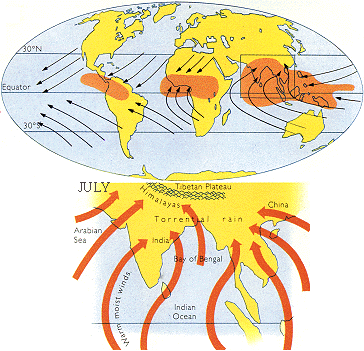 30°N
Equator
30°S
JULY
Tibetan Plateau
Himalayas
China
Torrential rain
Arabian
Sea
India
Bay of Bengal
Warm moist winds
Indian
Ocean